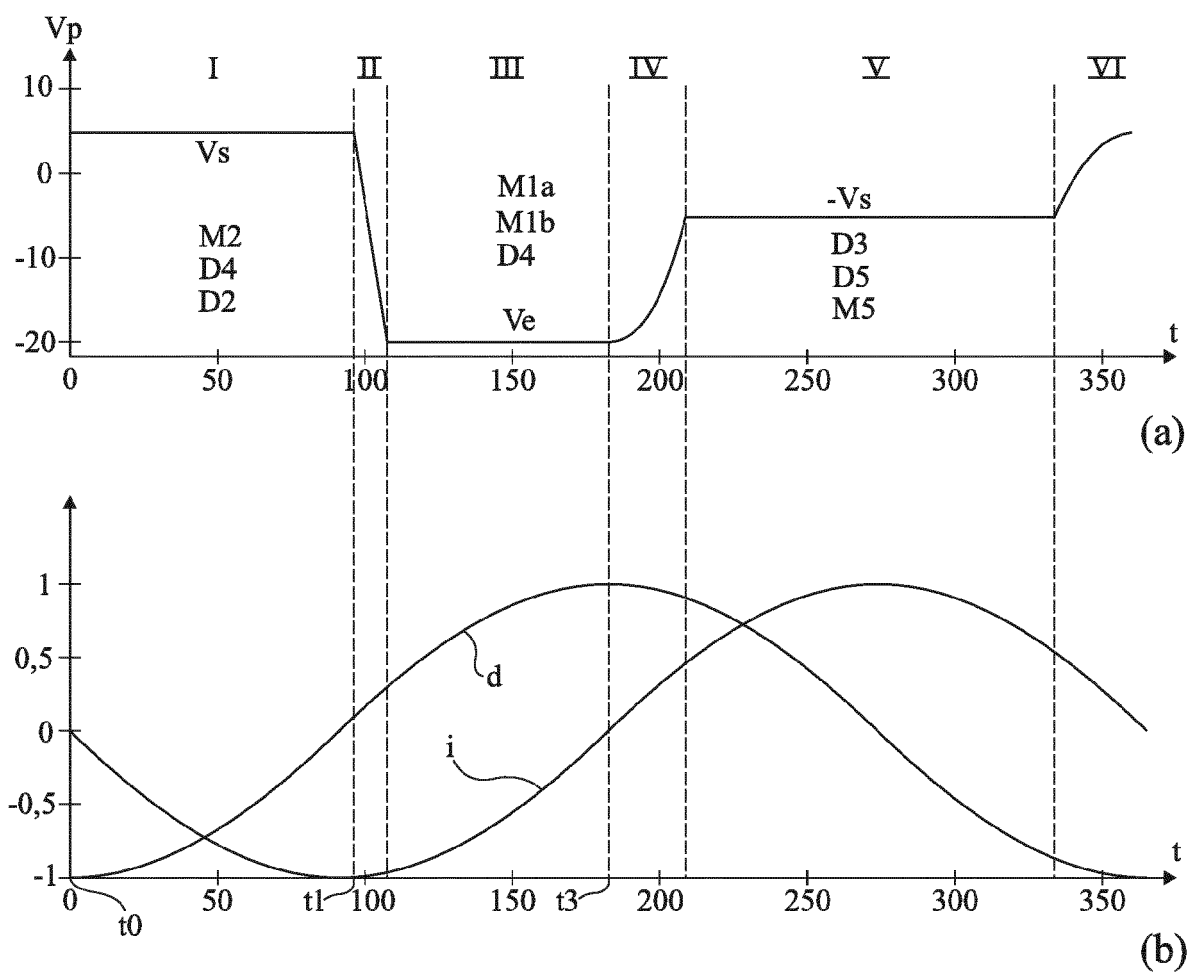 Vp
I II III IV V VI
10
0
-10
-20
Vs
M2
D4
D2
M1a
M1b
D4
Ve
-Vs
D3
D5
M5
t
0 50 100 150 200 250 300 350
(a)
1
0,5
0
-0,5
-1
d
i
t
0 50 t1 100 150 t3 200 250 300 350
t0
(b)